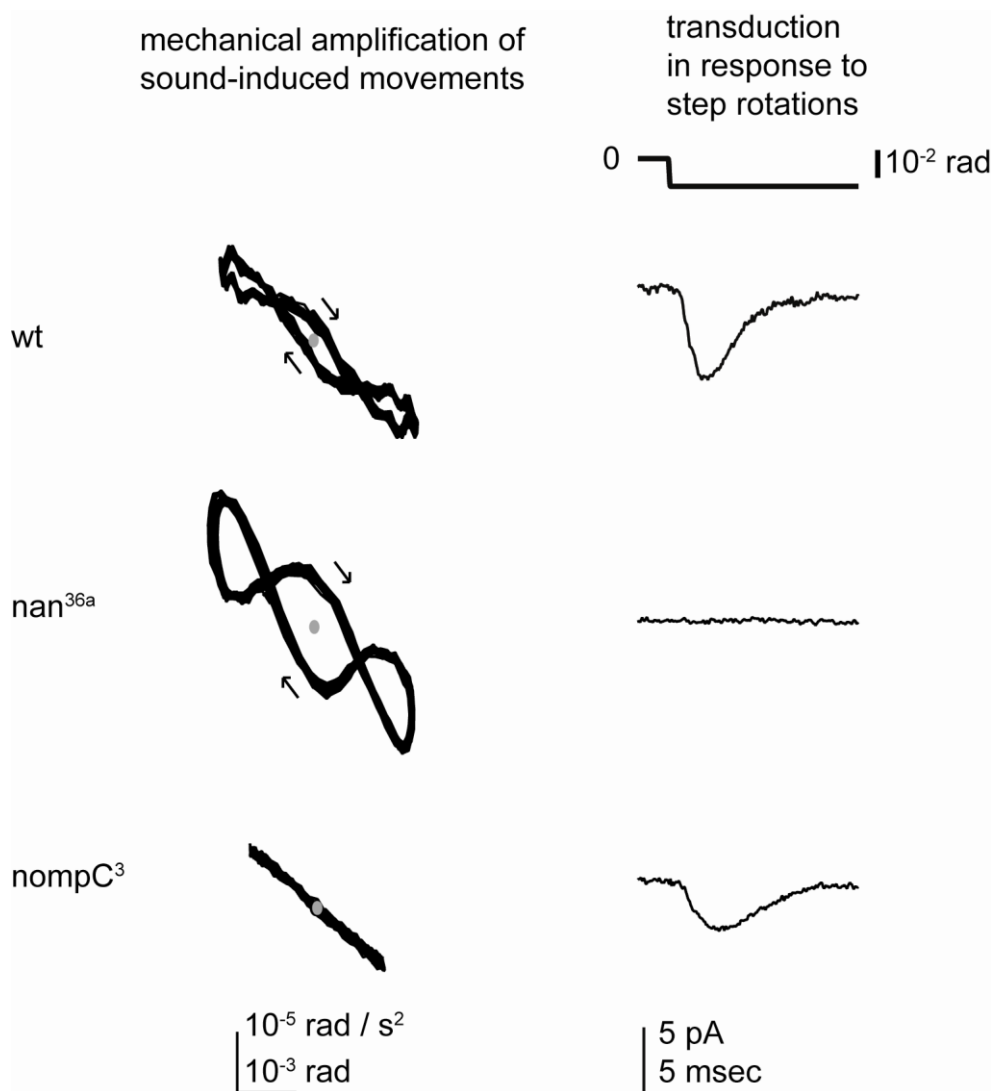 mechanical amplification of
sound-induced movements
transduction
in response to
step rotations
0
10⁻² rad
wt
nan³⁶ᵃ
nompC³
10⁻⁵ rad / s²
10⁻³ rad
5 pA
5 msec